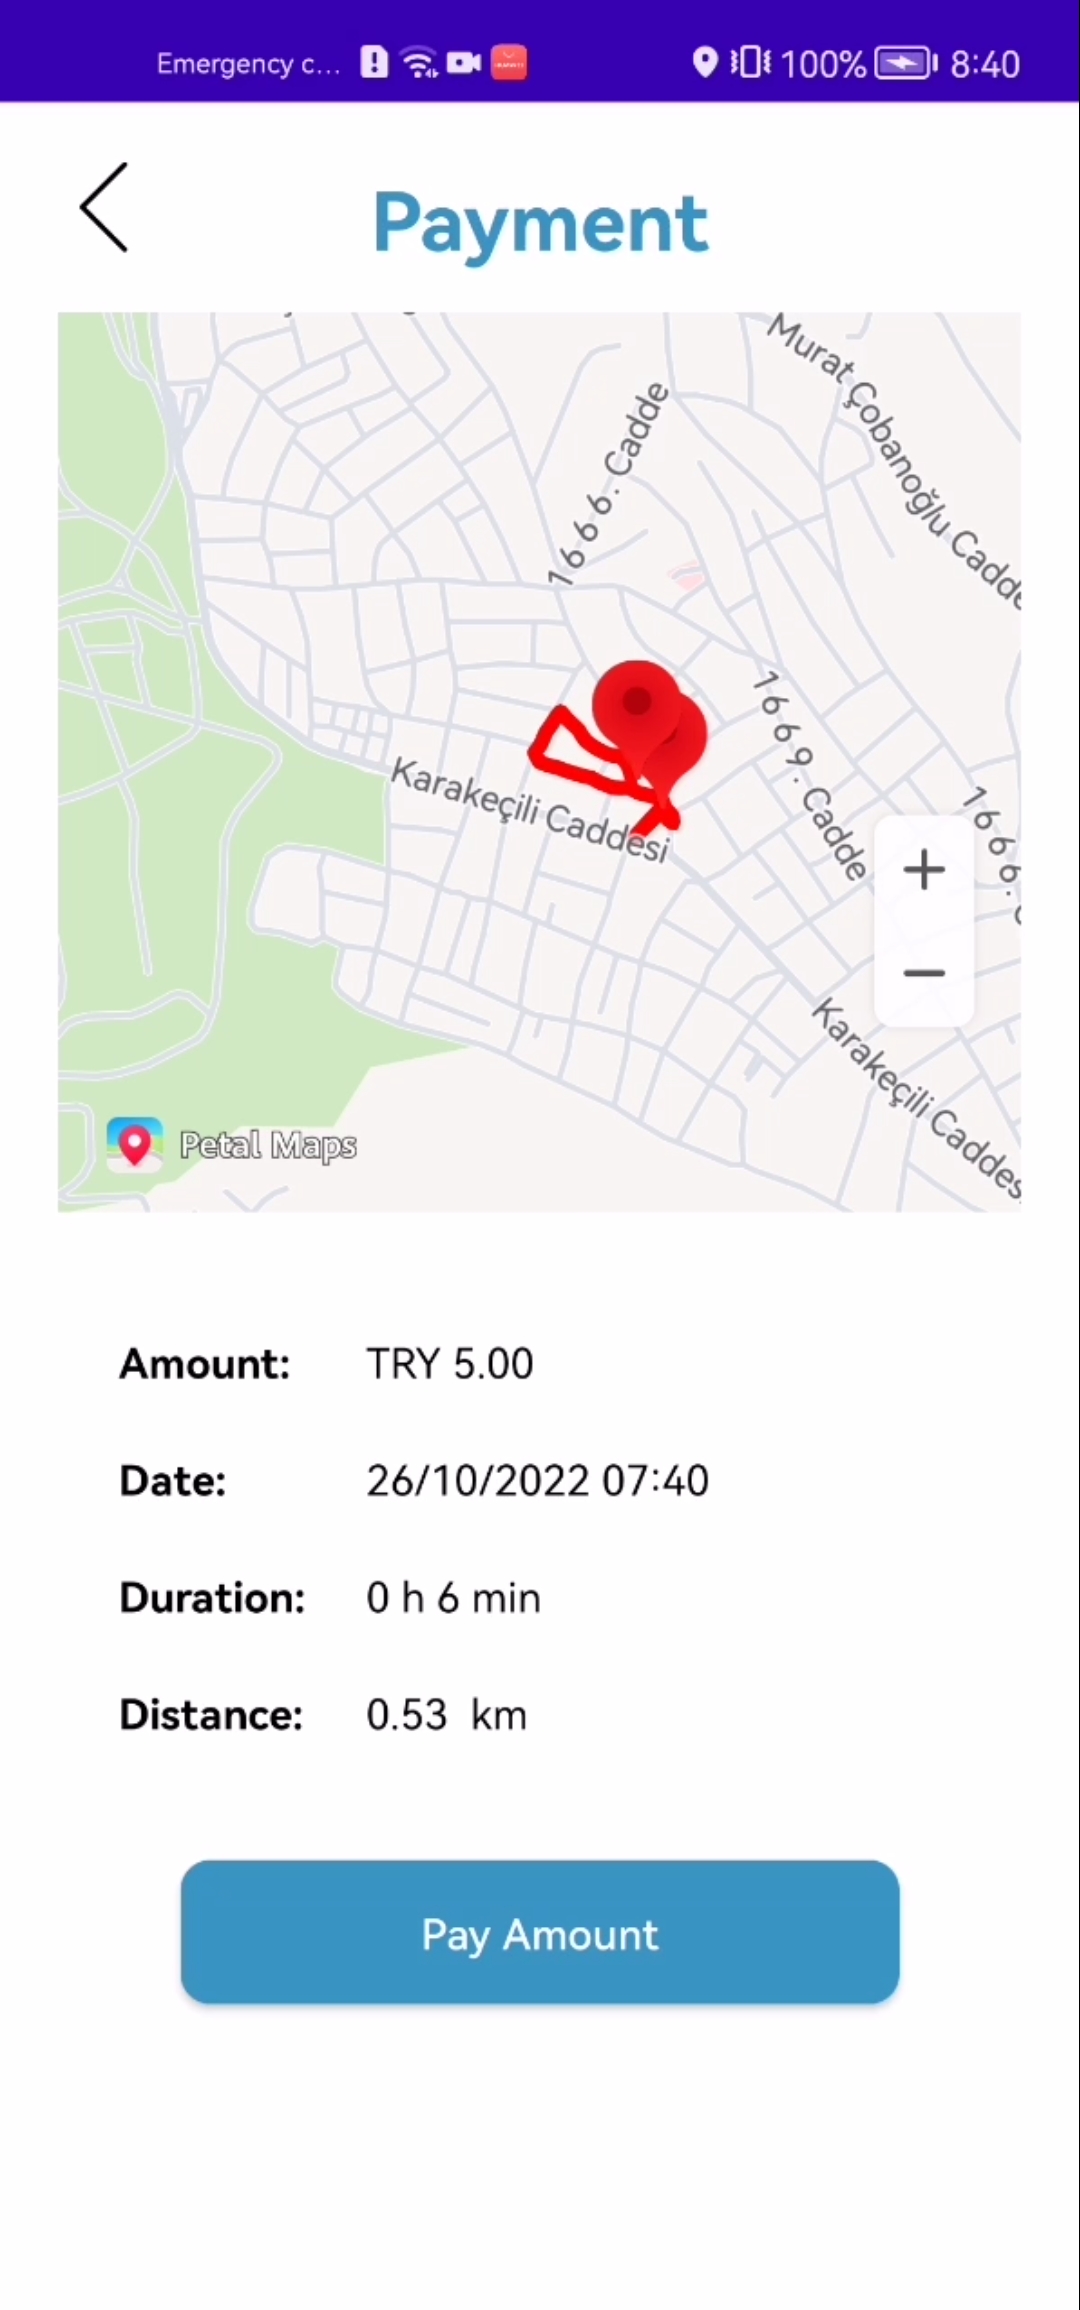 Emergency c... 100% 8:40
Payment
Murat Çobanoğlu Cadde
1666. Cadde
1669. Cadde
Karakeçili Caddesi
166
Karakeçili Caddes
Petal Maps
Amount: TRY 5.00
Date: 26/10/2022 07:40
Duration: 0 h 6 min
Distance: 0.53 km
Pay Amount